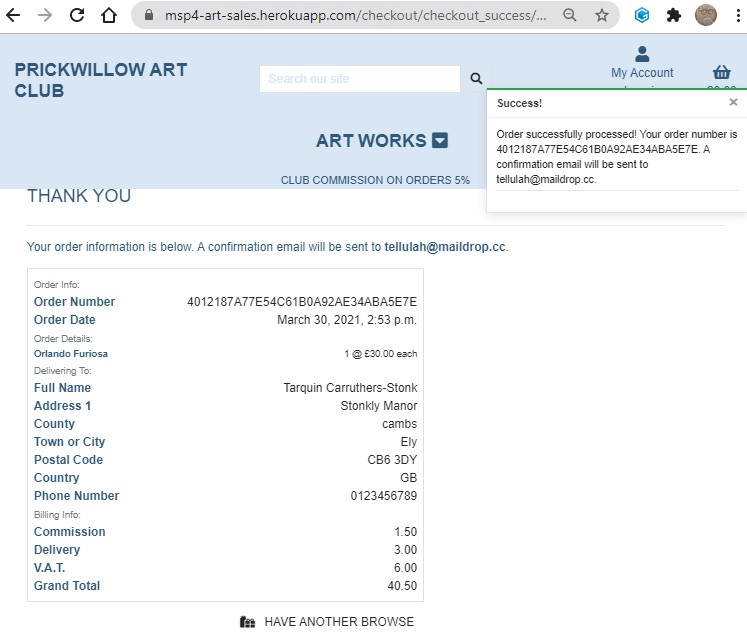 msp4-art-sales.herokuapp.com/checkout/checkout_success/...
PRICKWILLOW ART
CLUB
Search our site
My Account
ART WORKS
CLUB COMMISSION ON ORDERS 5%
Success!
×
Order successfully processed! Your order number is
4012187A77E54C61B0A92AE34ABA5E7E. A
confirmation email will be sent to
tellulah@maildrop.cc.
THANK YOU
Your order information is below. A confirmation email will be sent to tellulah@maildrop.cc.
Order Info:
Order Number 4012187A77E54C61B0A92AE34ABA5E7E
Order Date March 30, 2021, 2:53 p.m.
Order Details:
Orlando Furiosa 1 @ £30.00 each
Delivering To:
Full Name Tarquin Carruthers-Stonk
Address 1 Stonkly Manor
County cambs
Town or City Ely
Postal Code CB6 3DY
Country GB
Phone Number 0123456789
Billing Info:
Commission 1.50
Delivery 3.00
V.A.T. 6.00
Grand Total 40.50
HAVE ANOTHER BROWSE